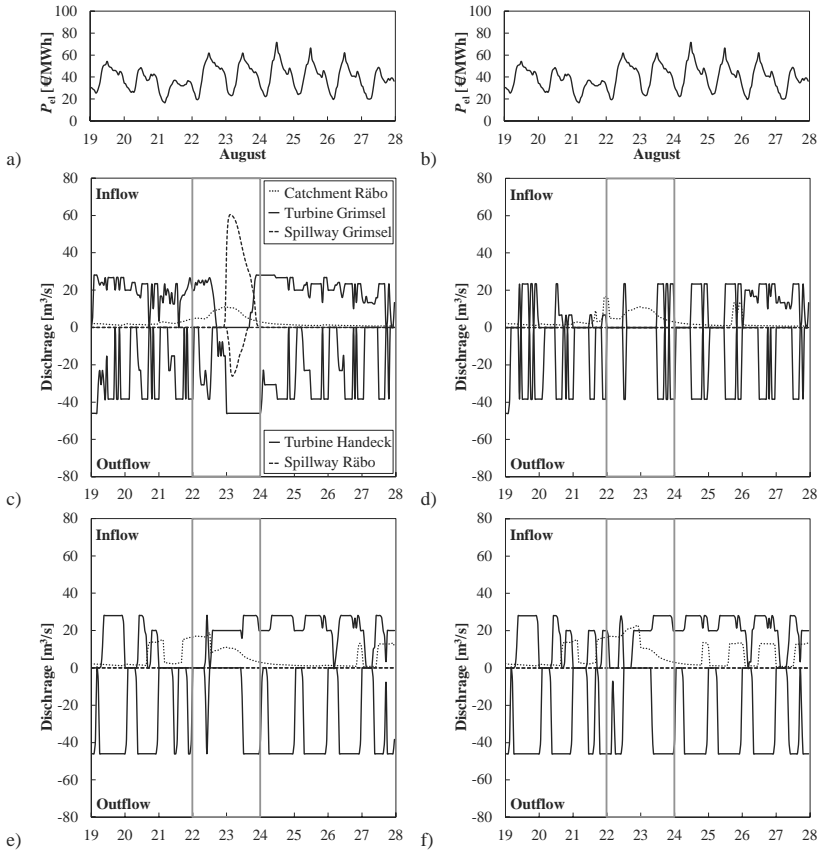 100
80
60
40
20
0
P_el [€/MWh]
19 20 21 22 23 24 25 26 27 28
August
a)
100
80
60
40
20
0
P_el [€/MWh]
19 20 21 22 23 24 25 26 27 28
August
b)
80
60
40
20
0
-20
-40
-60
-80
Dischrage [m³/s]
Inflow
Catchment Räbo
Turbine Grimsel
Spillway Grimsel
Turbine Handeck
Spillway Räbo
Outflow
19 20 21 22 23 24 25 26 27 28
c)
80
60
40
20
0
-20
-40
-60
-80
Dischrage [m³/s]
Inflow
Outflow
19 20 21 22 23 24 25 26 27 28
d)
80
60
40
20
0
-20
-40
-60
-80
Dischrage [m³/s]
Inflow
Outflow
19 20 21 22 23 24 25 26 27 28
e)
80
60
40
20
0
-20
-40
-60
-80
Dischrage [m³/s]
Inflow
Outflow
19 20 21 22 23 24 25 26 27 28
f)